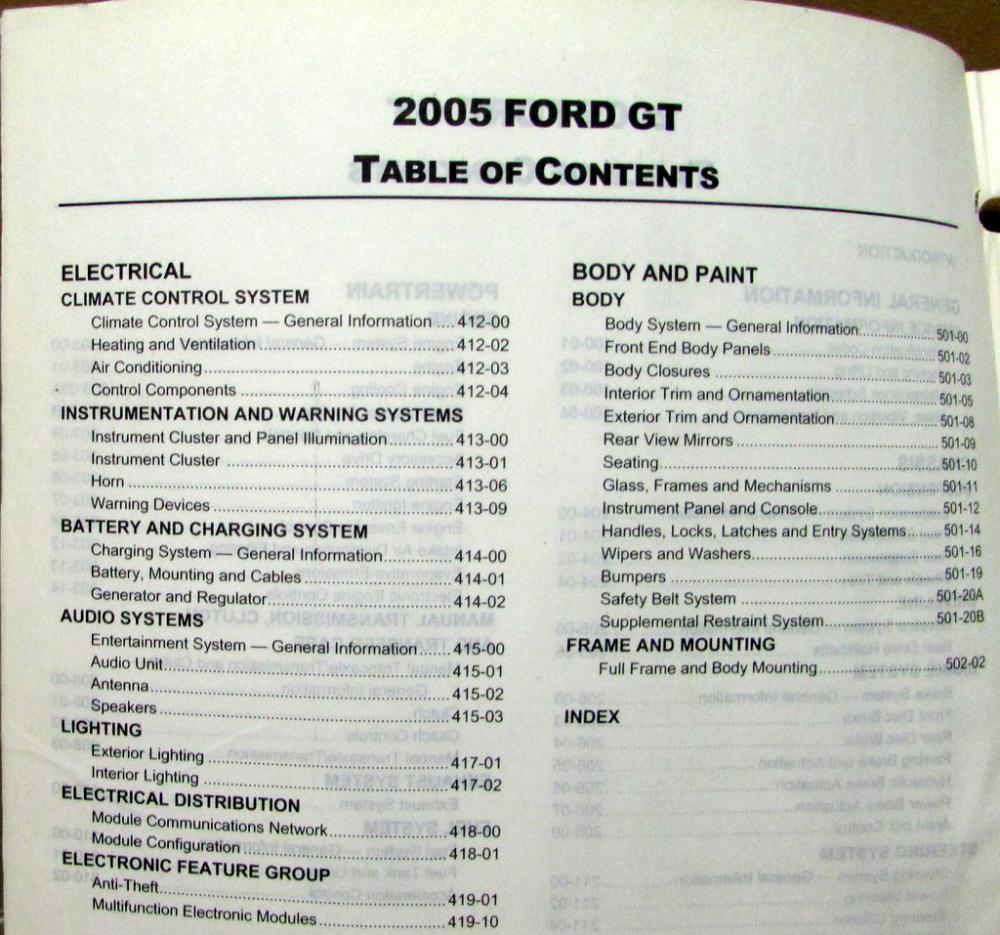 2005 FORD GT
TABLE OF CONTENTS
ELECTRICAL
CLIMATE CONTROL SYSTEM
Climate Control System — General Information .... 412-00
Heating and Ventilation .... 412-02
Air Conditioning .... 412-03
Control Components .... 412-04
INSTRUMENTATION AND WARNING SYSTEMS
Instrument Cluster and Panel Illumination .... 413-00
Instrument Cluster .... 413-01
Horn .... 413-06
Warning Devices .... 413-09
BATTERY AND CHARGING SYSTEM
Charging System — General Information .... 414-00
Battery, Mounting and Cables .... 414-01
Generator and Regulator .... 414-02
AUDIO SYSTEMS
Entertainment System — General Information .... 415-00
Audio Unit .... 415-01
Antenna .... 415-02
Speakers .... 415-03
LIGHTING
Exterior Lighting .... 417-01
Interior Lighting .... 417-02
ELECTRICAL DISTRIBUTION
Module Communications Network .... 418-00
Module Configuration .... 418-01
ELECTRONIC FEATURE GROUP
Anti-Theft .... 419-01
Multifunction Electronic Modules .... 419-10
BODY AND PAINT
BODY
Body System — General Information .... 501-00
Front End Body Panels .... 501-02
Body Closures .... 501-03
Interior Trim and Ornamentation .... 501-05
Exterior Trim and Ornamentation .... 501-08
Rear View Mirrors .... 501-09
Seating .... 501-10
Glass, Frames and Mechanisms .... 501-11
Instrument Panel and Console .... 501-12
Handles, Locks, Latches and Entry Systems .... 501-14
Wipers and Washers .... 501-16
Bumpers .... 501-19
Safety Belt System .... 501-20A
Supplemental Restraint System .... 501-20B
FRAME AND MOUNTING
Full Frame and Body Mounting .... 502-02
INDEX